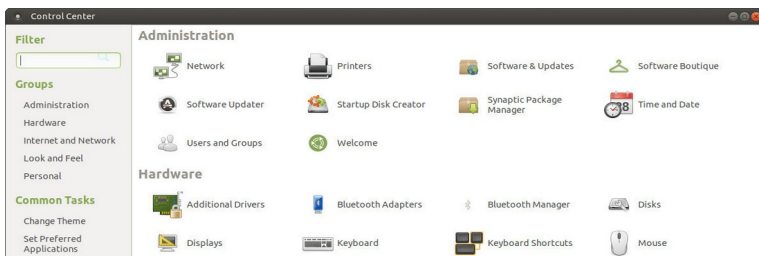 Control Center
Filter
Groups
Administration
Hardware
Internet and Network
Look and Feel
Personal
Common Tasks
Change Theme
Set Preferred
Applications
Administration
Network
Printers
Software & Updates
Software Boutique
Software Updater
Startup Disk Creator
Synaptic Package
Manager
Time and Date
Users and Groups
Welcome
Hardware
Additional Drivers
Bluetooth Adapters
Bluetooth Manager
Disks
Displays
Keyboard
Keyboard Shortcuts
Mouse